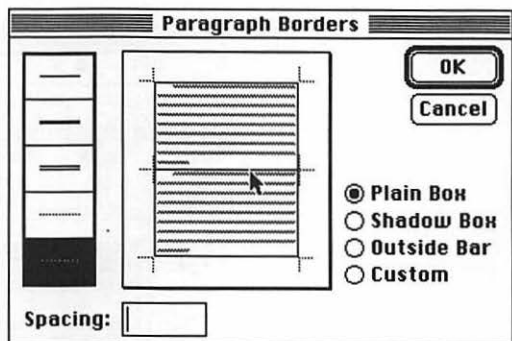 Paragraph Borders
OK
Cancel
Plain Box
Shadow Box
Outside Bar
Custom
Spacing: